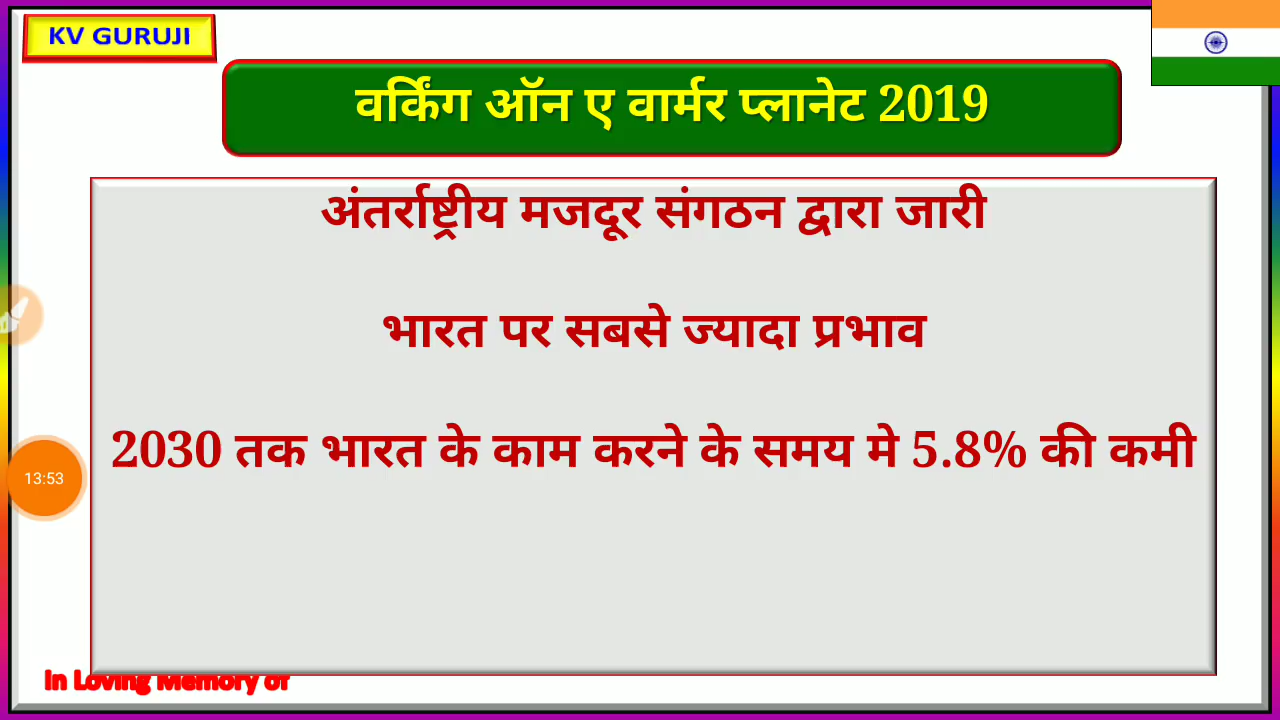 KV GURUJI
वर्किंग ऑन ए वार्मर प्लानेट 2019
अंतर्राष्ट्रीय मजदूर संगठन द्वारा जारी
भारत पर सबसे ज्यादा प्रभाव
2030 तक भारत के काम करने के समय मे 5.8% की कमी
13:53
In Loving Memory of